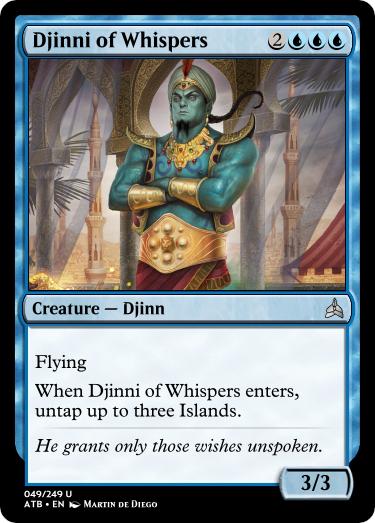 Djinni of Whispers 2
Creature — Djinn
Flying
When Djinni of Whispers enters,
untap up to three Islands.
He grants only those wishes unspoken.
3/3
049/249 U
ATB • EN Martin de Diego